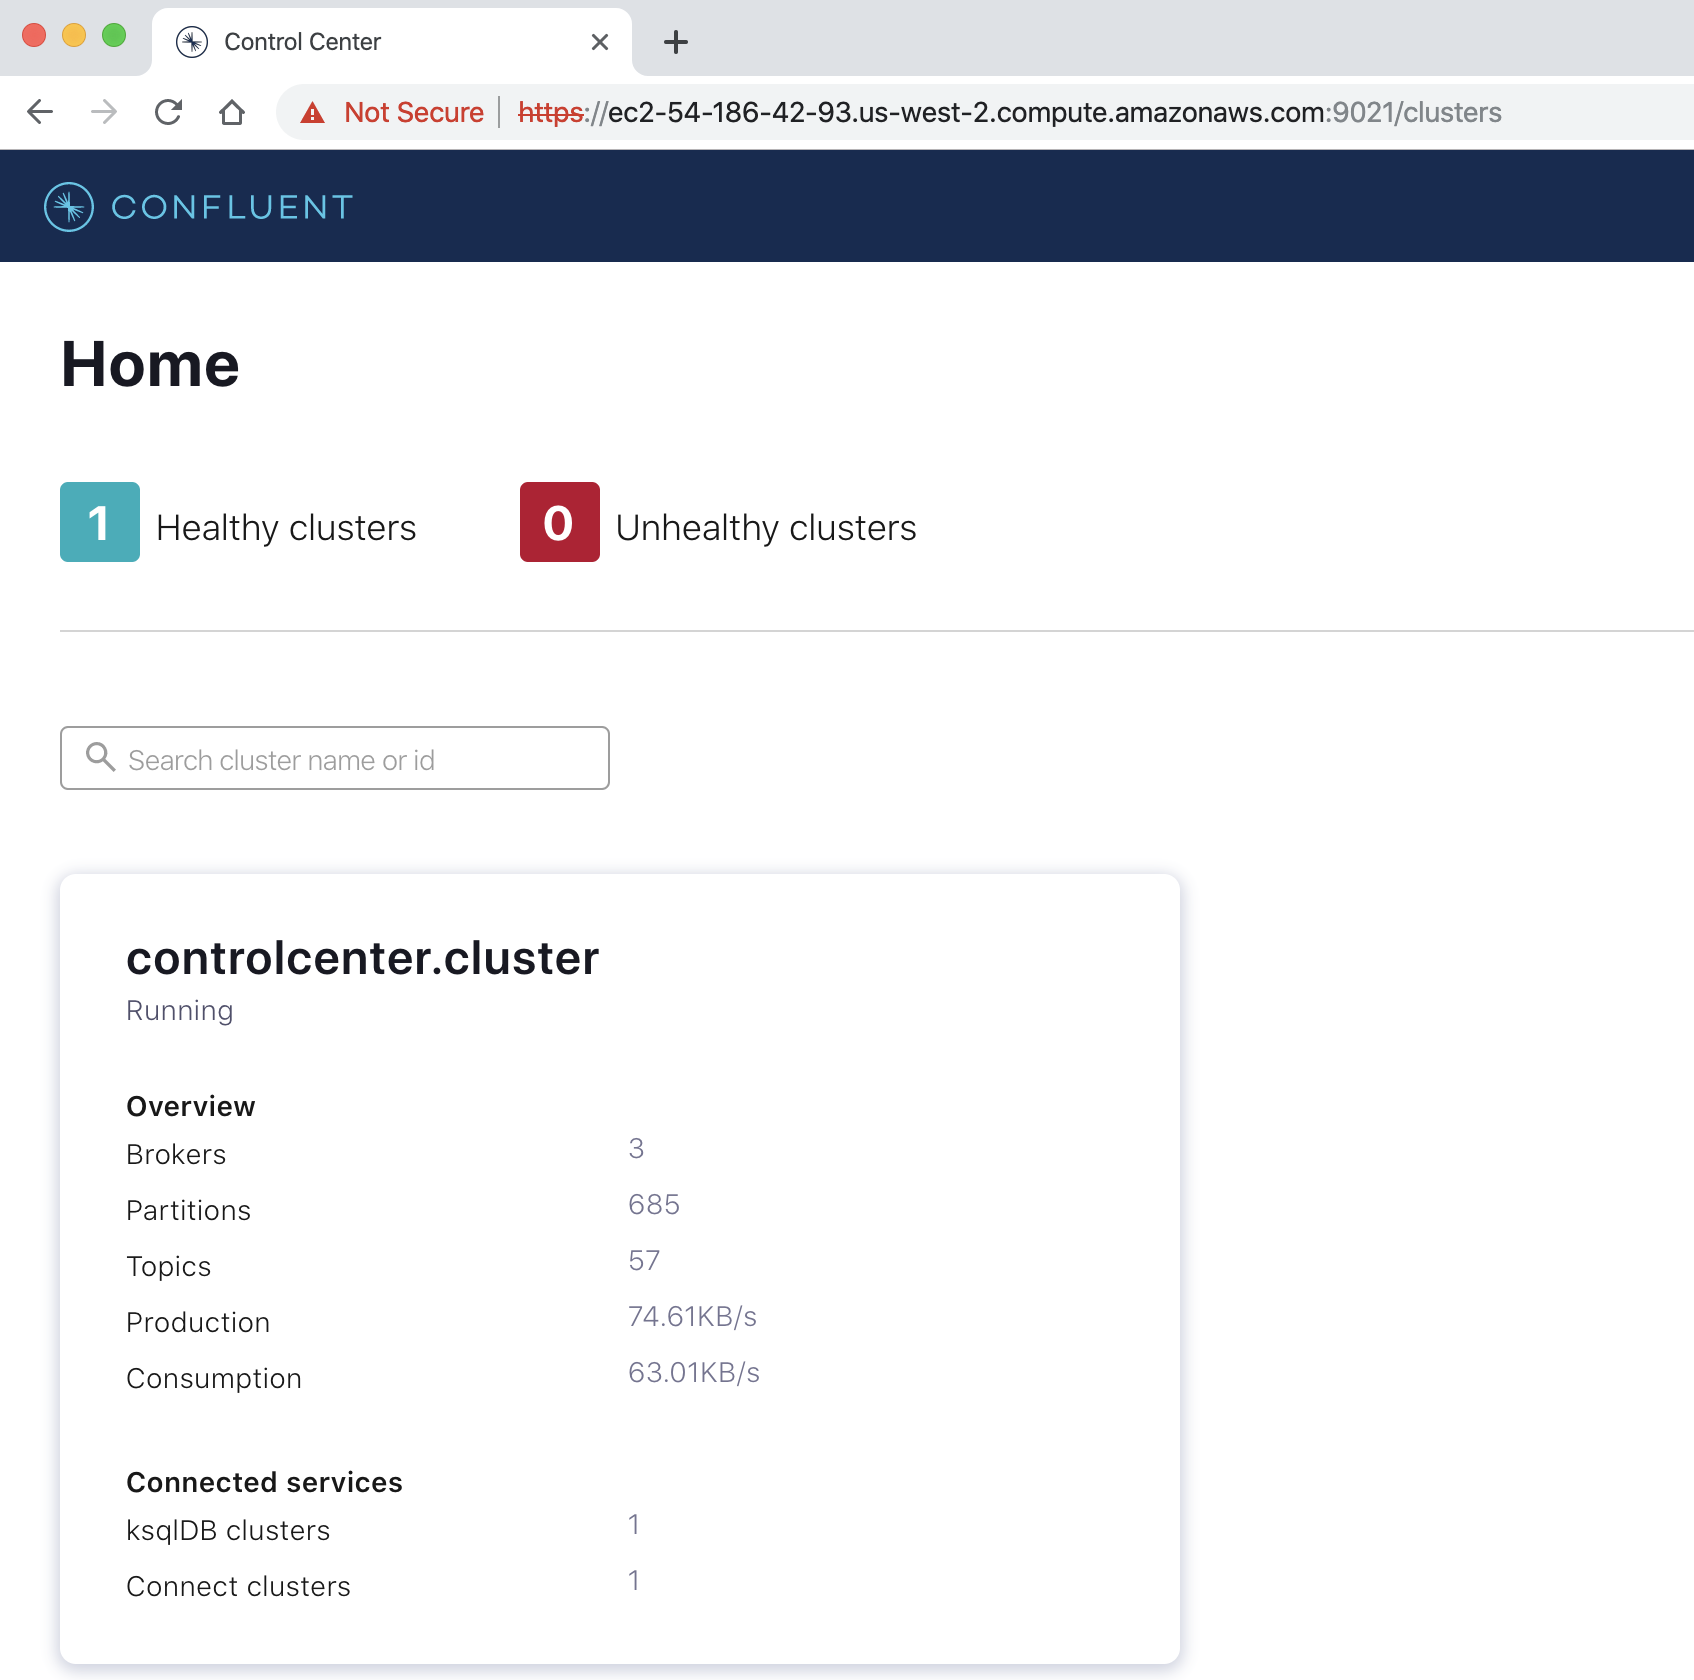 Control Center
Not Secure https://ec2-54-186-42-93.us-west-2.compute.amazonaws.com:9021/clusters
CONFLUENT
Home
1 Healthy clusters 0 Unhealthy clusters
Search cluster name or id
controlcenter.cluster
Running
Overview
Brokers 3
Partitions 685
Topics 57
Production 74.61KB/s
Consumption 63.01KB/s
Connected services
ksqlDB clusters 1
Connect clusters 1